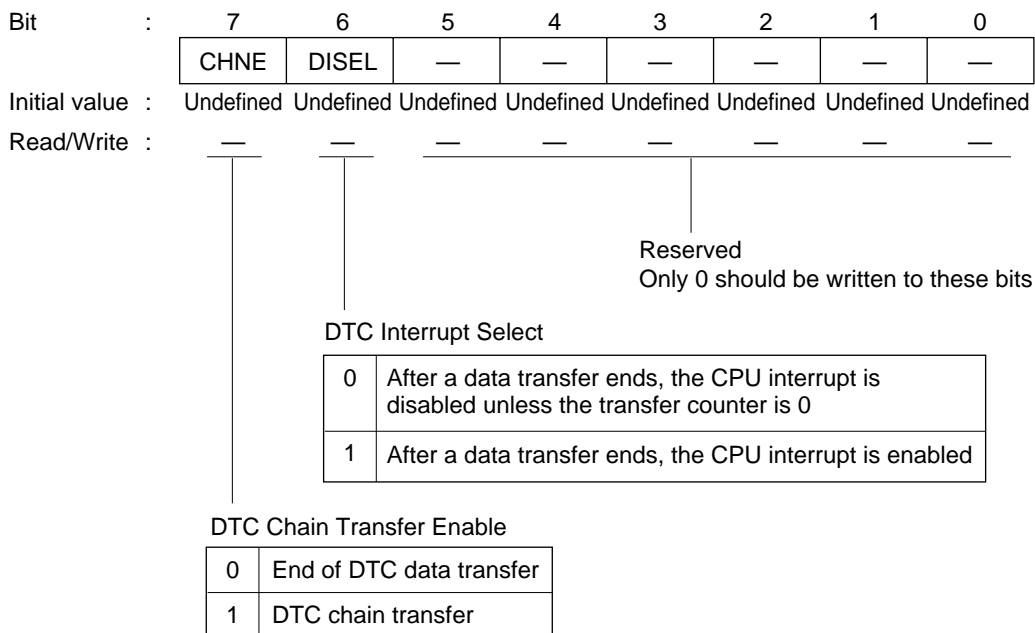 Bit : 7 6 5 4 3 2 1 0
CHNE DISEL — — — — — —
Initial value : Undefined Undefined Undefined Undefined Undefined Undefined Undefined Undefined
Read/Write : — — — — — — — —
Reserved
Only 0 should be written to these bits
DTC Interrupt Select
0 After a data transfer ends, the CPU interrupt is
disabled unless the transfer counter is 0
1 After a data transfer ends, the CPU interrupt is enabled
DTC Chain Transfer Enable
0 End of DTC data transfer
1 DTC chain transfer